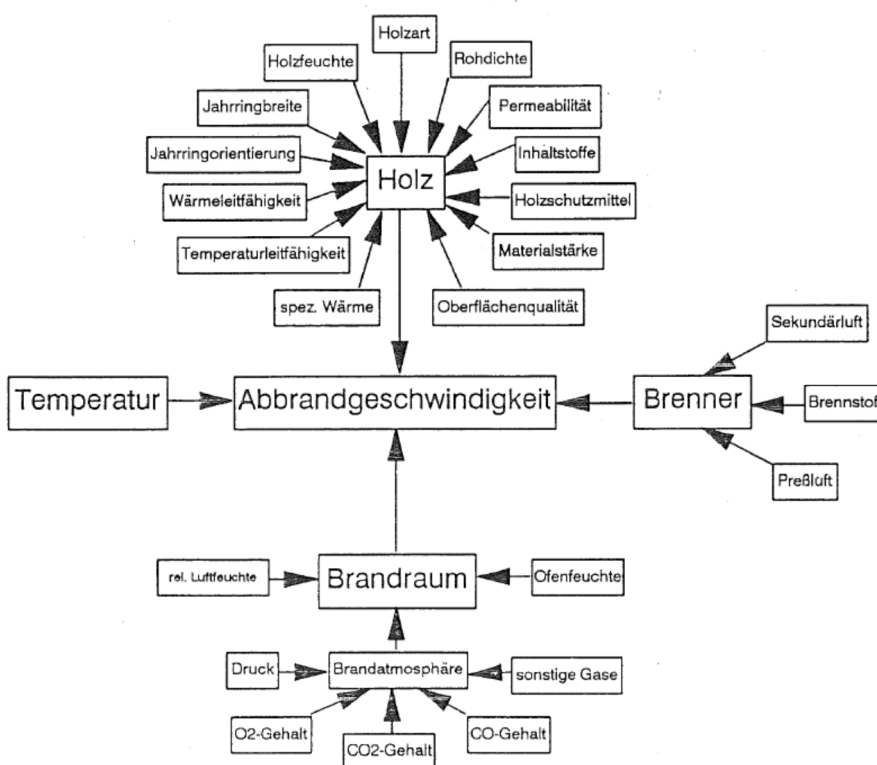 Holzart
Holzfeuchte
Rohdichte
Jahrringbreite
Permeabilität
Jahrringorientierung
Inhaltstoffe
Holz
Wärmeleitfähigkeit
Holzschutzmittel
Temperaturleitfähigkeit
Materialstärke
spez. Wärme
Oberflächenqualität
Sekundärluft
Temperatur
Abbrandgeschwindigkeit
Brenner
Brennstof
Preßluft
rel. Luftfeuchte
Brandraum
Ofenfeuchte
Druck
Brandatmosphäre
sonstige Gase
O2-Gehalt
CO2-Gehalt
CO-Gehalt